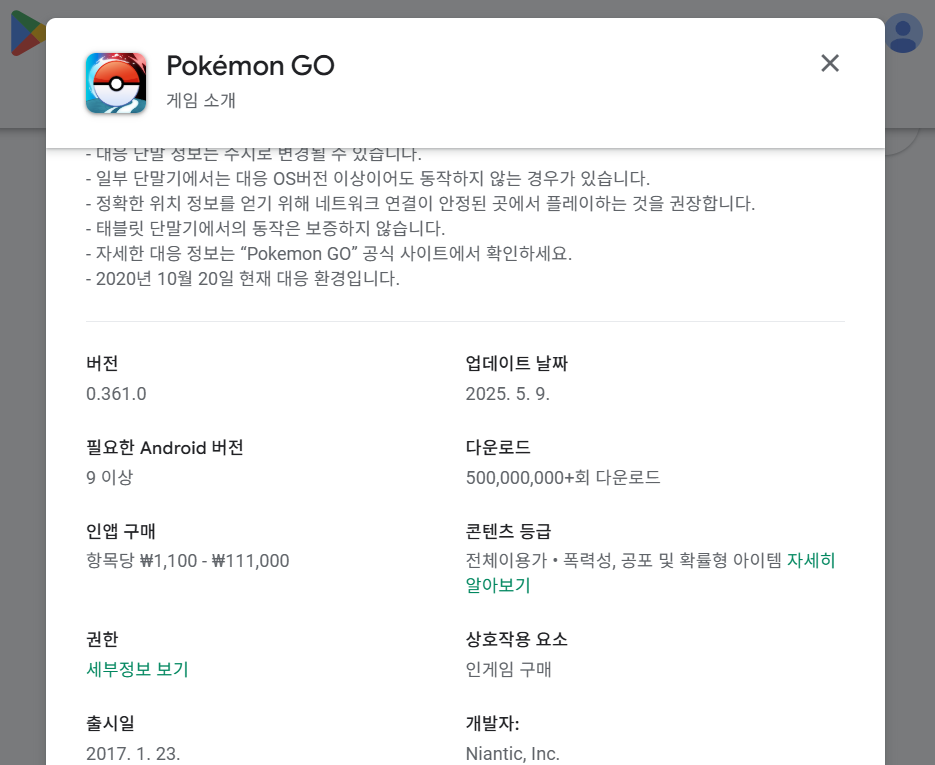 Pokémon GO
게임 소개
- 대응 단말 정보는 수시로 변경될 수 있습니다.
- 일부 단말기에서는 대응 OS버전 이상이어도 동작하지 않는 경우가 있습니다.
- 정확한 위치 정보를 얻기 위해 네트워크 연결이 안정된 곳에서 플레이하는 것을 권장합니다.
- 태블릿 단말기에서의 동작은 보증하지 않습니다.
- 자세한 대응 정보는 “Pokemon GO” 공식 사이트에서 확인하세요.
- 2020년 10월 20일 현재 대응 환경입니다.
버전
0.361.0
업데이트 날짜
2025. 5. 9.
필요한 Android 버전
9 이상
다운로드
500,000,000+회 다운로드
인앱 구매
항목당 ₩1,100 - ₩111,000
콘텐츠 등급
전체이용가 • 폭력성, 공포 및 확률형 아이템 자세히
알아보기
권한
세부정보 보기
상호작용 요소
인게임 구매
출시일
2017. 1. 23.
개발자:
Niantic, Inc.